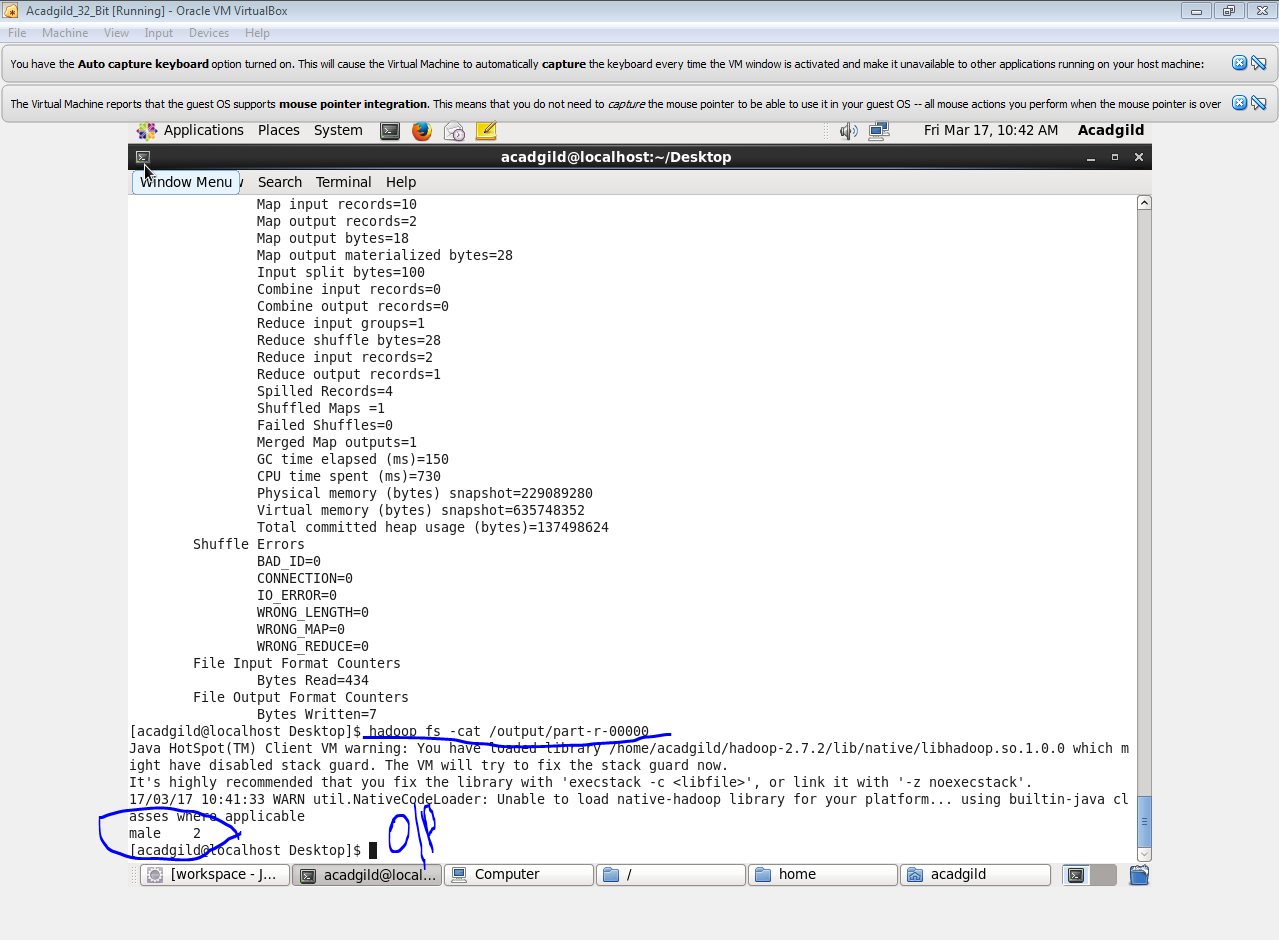 Acadgild_32_Bit [Running] - Oracle VM VirtualBox
File Machine View Input Devices Help
You have the Auto capture keyboard option turned on. This will cause the Virtual Machine to automatically capture the keyboard every time the VM window is activated and make it unavailable to other applications running on your host machine:
The Virtual Machine reports that the guest OS supports mouse pointer integration. This means that you do not need to capture the mouse pointer to be able to use it in your guest OS -- all mouse actions you perform when the mouse pointer is over
Applications Places System Fri Mar 17, 10:42 AM Acadgild
acadgild@localhost:~/Desktop
Window Menu Search Terminal Help
Map input records=10
Map output records=2
Map output bytes=18
Map output materialized bytes=28
Input split bytes=100
Combine input records=0
Combine output records=0
Reduce input groups=1
Reduce shuffle bytes=28
Reduce input records=2
Reduce output records=1
Spilled Records=4
Shuffled Maps =1
Failed Shuffles=0
Merged Map outputs=1
GC time elapsed (ms)=150
CPU time spent (ms)=730
Physical memory (bytes) snapshot=229089280
Virtual memory (bytes) snapshot=635748352
Total committed heap usage (bytes)=137498624
Shuffle Errors
BAD_ID=0
CONNECTION=0
IO_ERROR=0
WRONG_LENGTH=0
WRONG_MAP=0
WRONG_REDUCE=0
File Input Format Counters
Bytes Read=434
File Output Format Counters
Bytes Written=7
[acadgild@localhost Desktop]$ hadoop fs -cat /output/part-r-00000
Java HotSpot(TM) Client VM warning: You have loaded library /home/acadgild/hadoop-2.7.2/lib/native/libhadoop.so.1.0.0 which m
ight have disabled stack guard. The VM will try to fix the stack guard now.
It's highly recommended that you fix the library with 'execstack -c <libfile>', or link it with '-z noexecstack'.
17/03/17 10:41:33 WARN util.NativeCodeLoader: Unable to load native-hadoop library for your platform... using builtin-java cl
asses where applicable
male 2
O/P
[acadgild@localhost Desktop]$
[workspace - J... acadgild@local... Computer / home acadgild